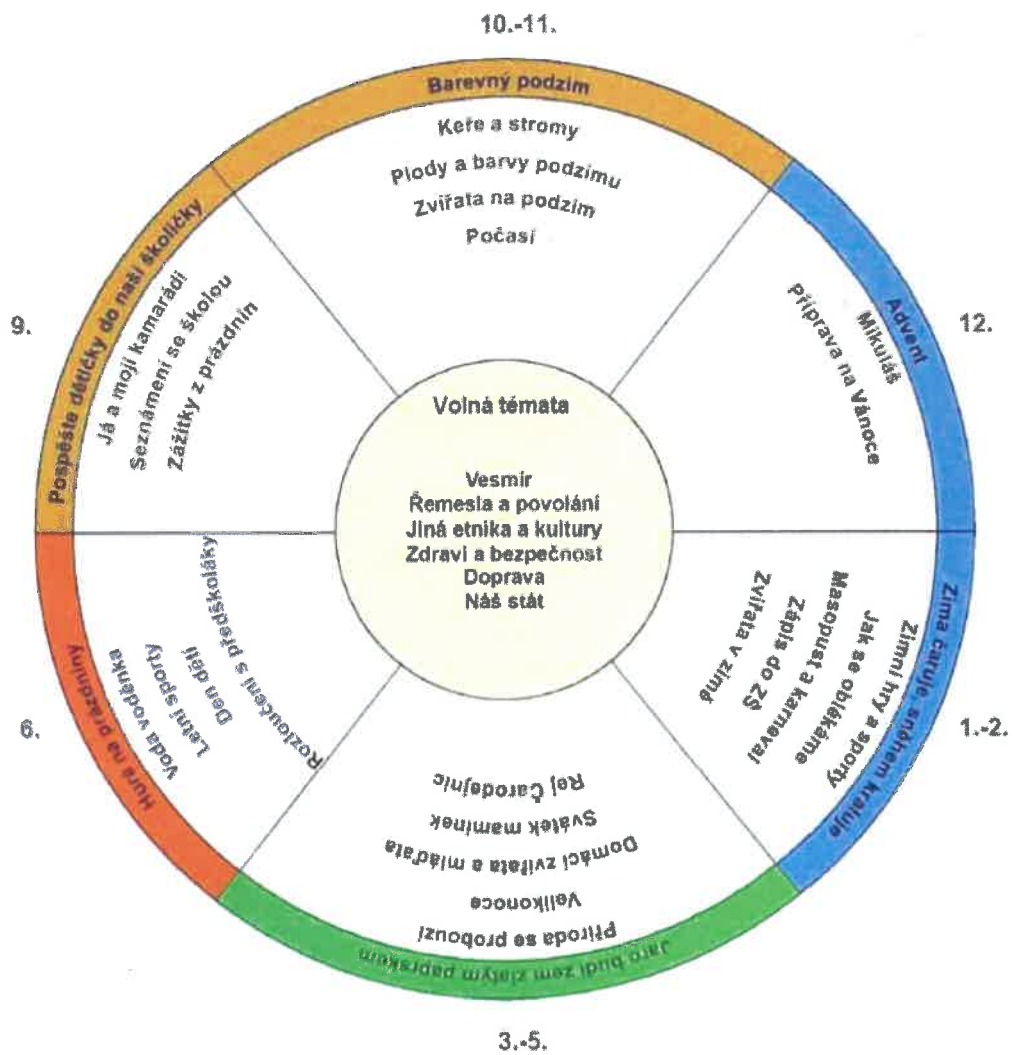 10.-11.
Barevný podzim
Keře a stromy
Plody a barvy podzimu
Zvířata na podzim
Počasí
12.
Advent
Mikuláš
Příprava na Vánoce
1.-2.
Zima čaruje, sněhem kraluje
Zimní hry a sporty
Jak se oblékáme
Masopust a karneval
Zápis do ZŠ
Zvířata v zimě
3.-5.
Jaro budí zem zlatým paprskem
Příroda se probouzí
Velikonoce
Domácí zvířata a mláďata
Svátek maminek
Rej Čarodejnic
6.
Hurá na prázdniny
Voda voděnka
Letní sporty
Den dětí
Rozloučení s předškoláky
9.
Pospěšte dětičky do naší školičky
Já a moji kamarádi
Seznámení se školou
Zážitky z prázdnin
Volná témata
Vesmír
Řemesla a povolání
Jiná etnika a kultury
Zdraví a bezpečnost
Doprava
Náš stát